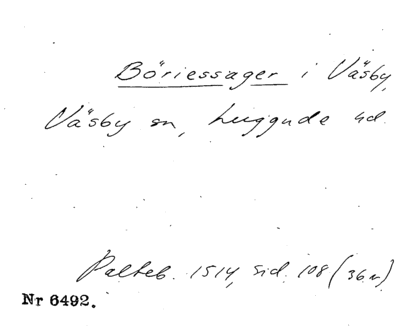 Böriessager i Väsby,
Väsby sn, Luggude hd.
Palteb. 1514, sid. 108 (36.a)
Nr 6492.